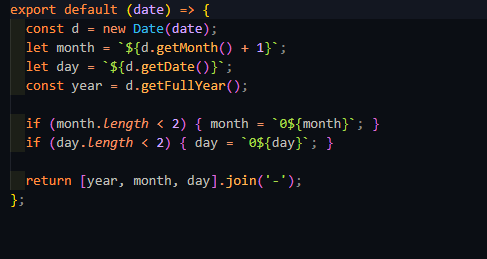 export default (date) => {
  const d = new Date(date);
  let month = `${d.getMonth() + 1}`;
  let day = `${d.getDate()}`;
  const year = d.getFullYear();

  if (month.length < 2) { month = `0${month}`; }
  if (day.length < 2) { day = `0${day}`; }

  return [year, month, day].join('-');
};